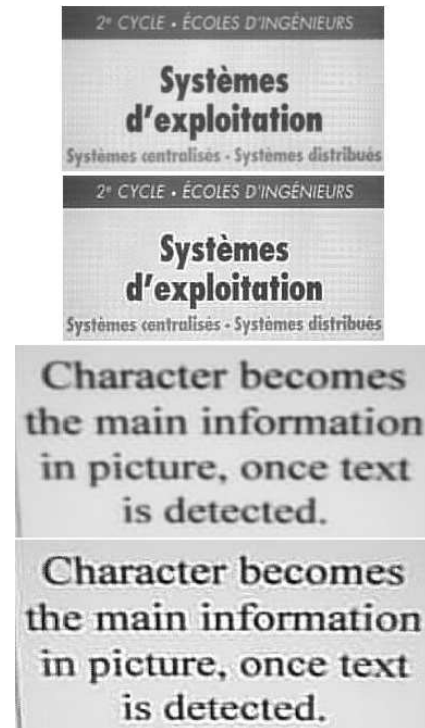 2e CYCLE • ÉCOLES D'INGÉNIEURS
Systèmes
d'exploitation
Systèmes centralisés - Systèmes distribués
2e CYCLE • ÉCOLES D'INGÉNIEURS
Systèmes
d'exploitation
Systèmes centralisés - Systèmes distribués
Character becomes
the main information
in picture, once text
is detected.
Character becomes
the main information
in picture, once text
is detected.